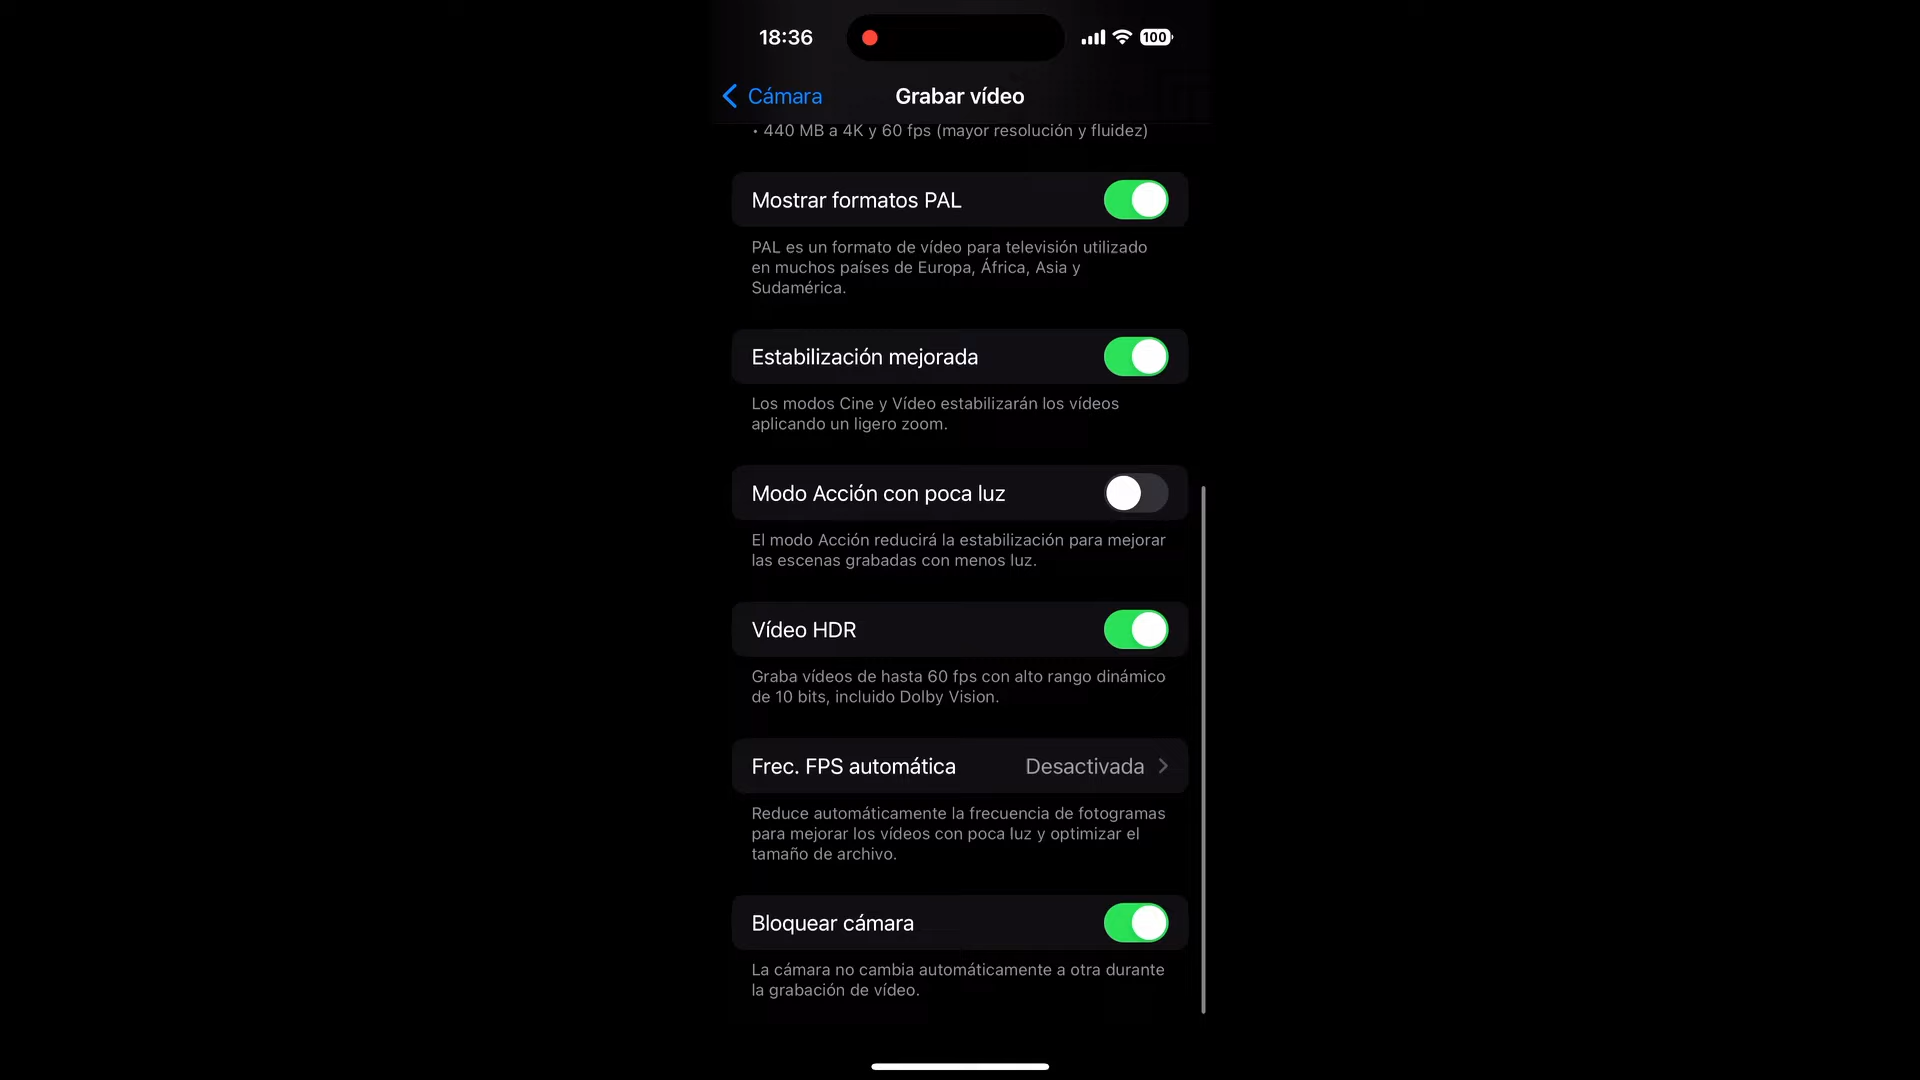 18:36
100
Cámara
Grabar vídeo
• 440 MB a 4K y 60 fps (mayor resolución y fluidez)
Mostrar formatos PAL
PAL es un formato de vídeo para televisión utilizado
en muchos países de Europa, África, Asia y
Sudamérica.
Estabilización mejorada
Los modos Cine y Vídeo estabilizarán los vídeos
aplicando un ligero zoom.
Modo Acción con poca luz
El modo Acción reducirá la estabilización para mejorar
las escenas grabadas con menos luz.
Vídeo HDR
Graba vídeos de hasta 60 fps con alto rango dinámico
de 10 bits, incluido Dolby Vision.
Frec. FPS automática
Desactivada
Reduce automáticamente la frecuencia de fotogramas
para mejorar los vídeos con poca luz y optimizar el
tamaño de archivo.
Bloquear cámara
La cámara no cambia automáticamente a otra durante
la grabación de vídeo.